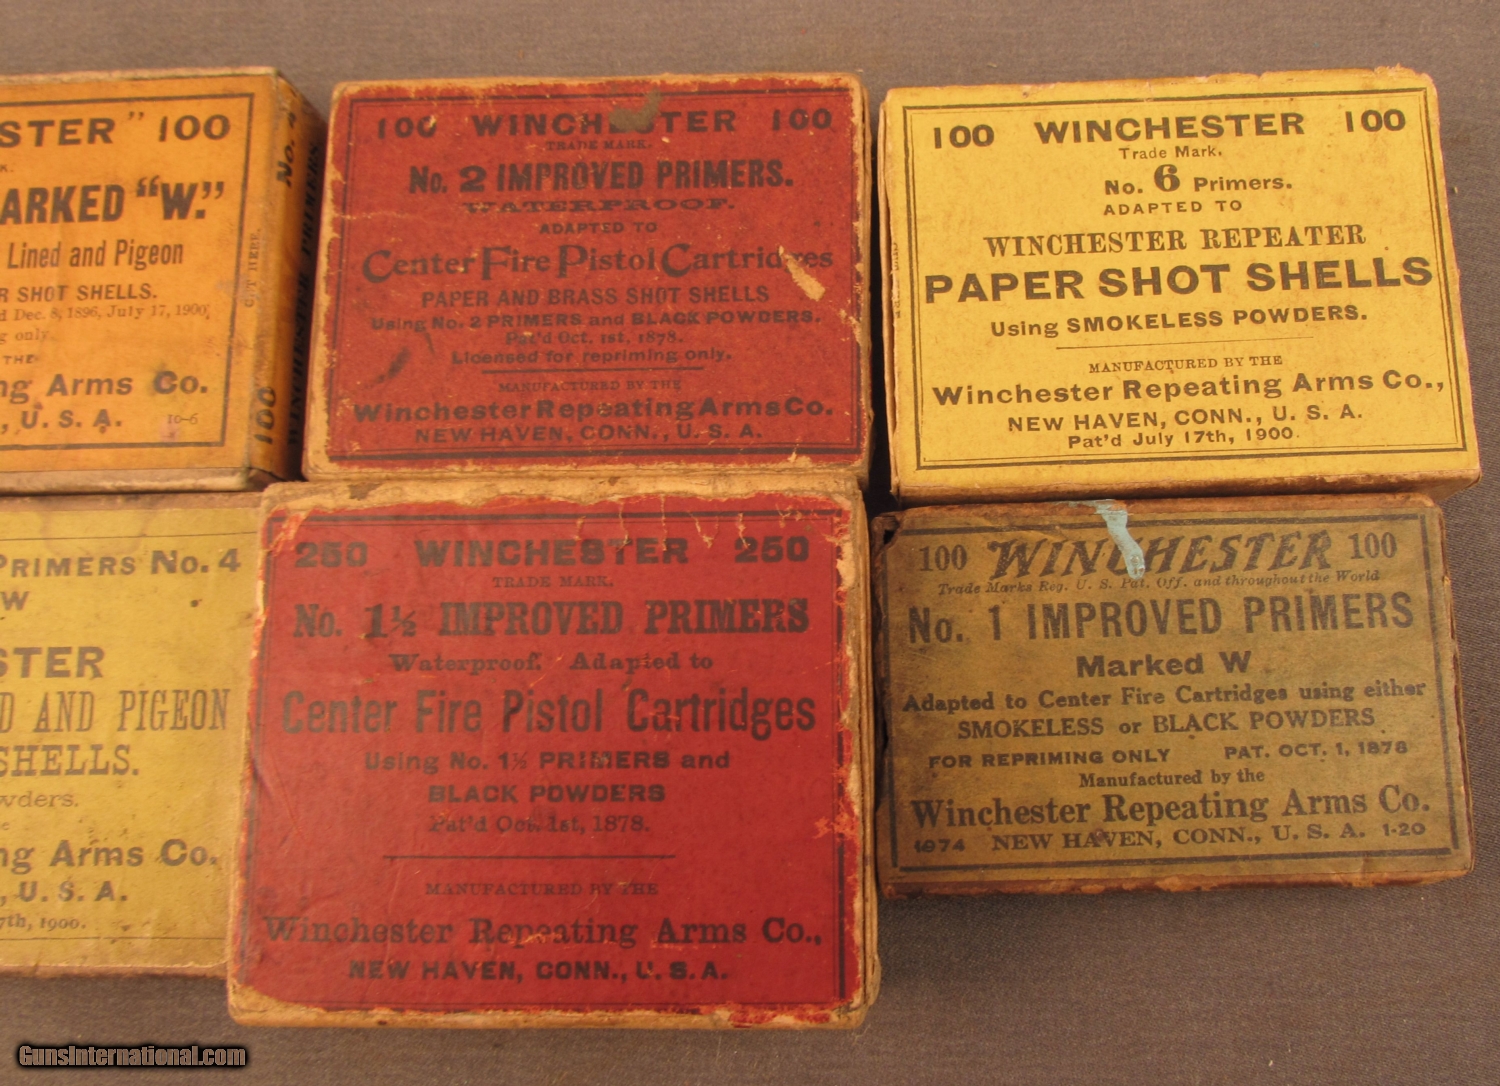 STER" 100
K.
ARKED "W."
Lined and Pigeon
R SHOT SHELLS.
d Dec. 8, 1896, July 17, 1900,
g only.
THE
ng Arms Co.
, U. S. A. 10-6
No. 4
CUT HERE.
100
100 WINCHESTER 100
TRADE MARK.
No. 2 IMPROVED PRIMERS.
WATERPROOF.
ADAPTED TO
Center Fire Pistol Cartridges
PAPER AND BRASS SHOT SHELLS
Using No. 2 PRIMERS and BLACK POWDERS.
Pat'd Oct. 1st, 1878.
Licensed for repriming only.
MANUFACTURED BY THE
Winchester Repeating Arms Co.
NEW HAVEN, CONN., U. S. A.
100 WINCHESTER 100
Trade Mark.
No. 6 Primers.
ADAPTED TO
WINCHESTER REPEATER
PAPER SHOT SHELLS
Using SMOKELESS POWDERS.
MANUFACTURED BY THE
Winchester Repeating Arms Co.,
NEW HAVEN, CONN., U. S. A.
Pat'd July 17th, 1900.
PRIMERS No. 4
W
STER
D AND PIGEON
SHELLS.
wders.
e
ng Arms Co.
, U. S. A.
7th, 1900.
250 WINCHESTER 250
TRADE MARK.
No. 1½ IMPROVED PRIMERS
Waterproof. Adapted to
Center Fire Pistol Cartridges
Using No. 1½ PRIMERS and
BLACK POWDERS
Pat'd Oct. 1st, 1878.
MANUFACTURED BY THE
Winchester Repeating Arms Co.,
NEW HAVEN, CONN., U. S. A.
100 WINCHESTER 100
Trade Marks Reg. U. S. Pat. Off. and throughout the World
No. 1 IMPROVED PRIMERS
Marked W
Adapted to Center Fire Cartridges using either
SMOKELESS or BLACK POWDERS
FOR REPRIMING ONLY PAT. OCT. 1, 1878
Manufactured by the
Winchester Repeating Arms Co.
1974 NEW HAVEN, CONN., U. S. A. 1-20
GunsInternational.com